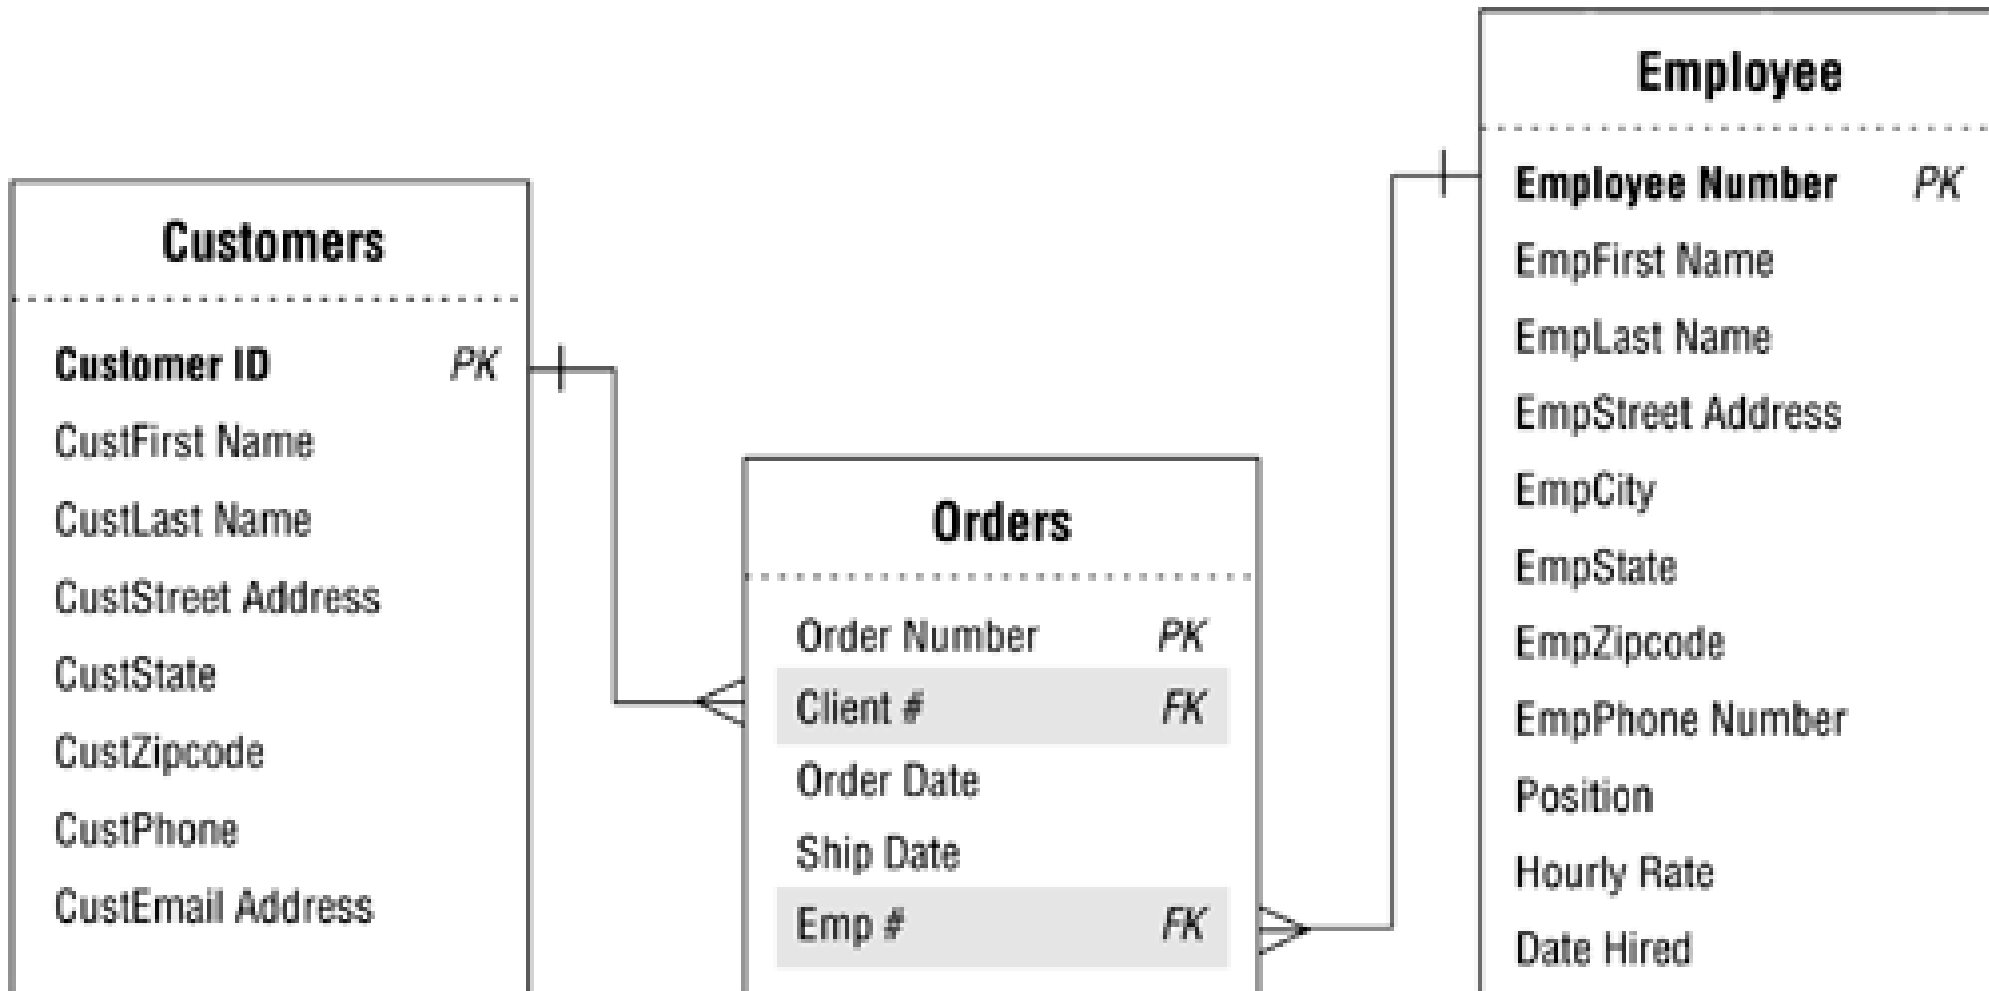 Customers
Customer ID PK
CustFirst Name
CustLast Name
CustStreet Address
CustState
CustZipcode
CustPhone
CustEmail Address
Orders
Order Number PK
Client # FK
Order Date
Ship Date
Emp # FK
Employee
Employee Number PK
EmpFirst Name
EmpLast Name
EmpStreet Address
EmpCity
EmpState
EmpZipcode
EmpPhone Number
Position
Hourly Rate
Date Hired